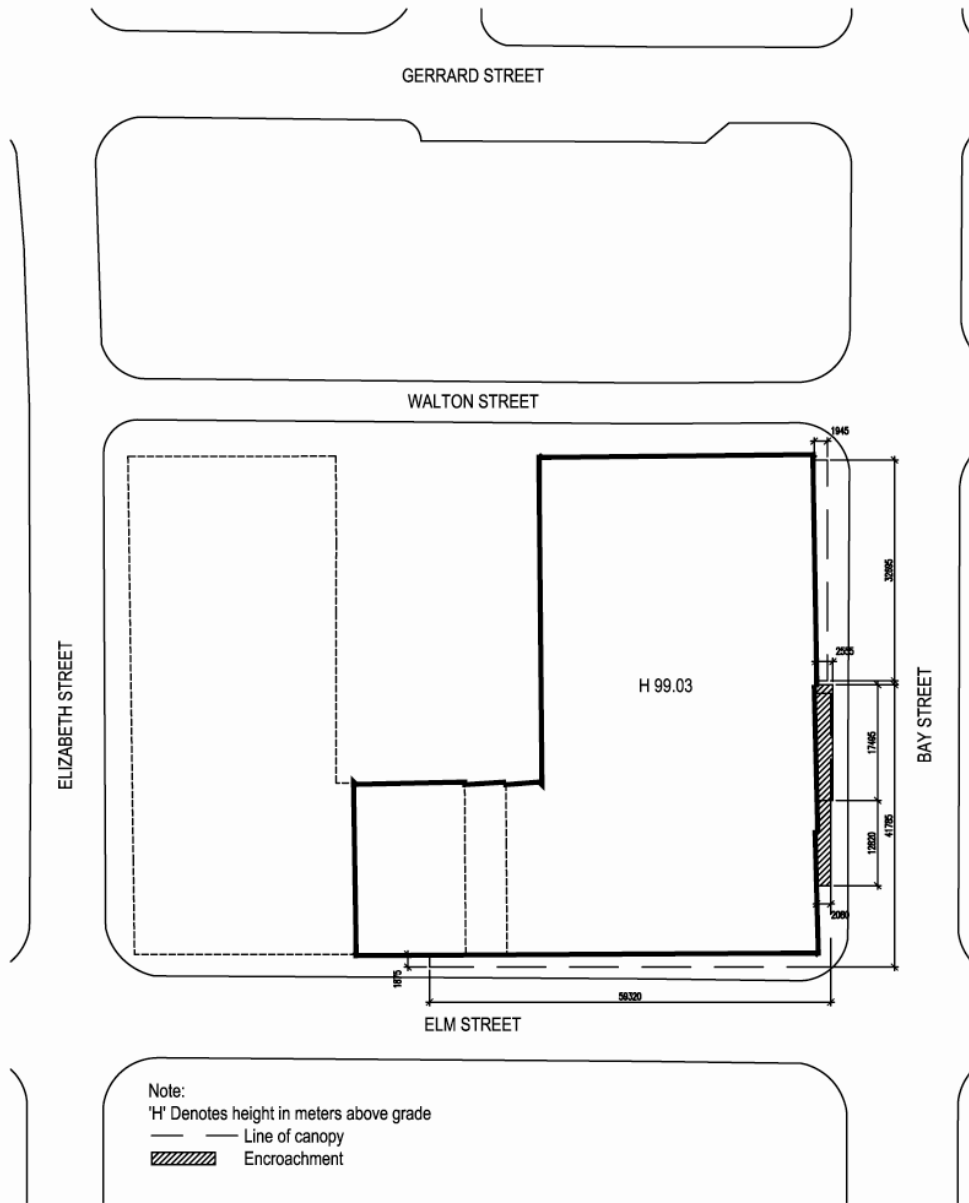 GERRARD STREET
WALTON STREET
1945
32695
ELIZABETH STREET
2555
H 99.03
BAY STREET
17495
41785
12820
2060
1875
59320
ELM STREET
Note:
'H' Denotes height in meters above grade
Line of canopy
Encroachment